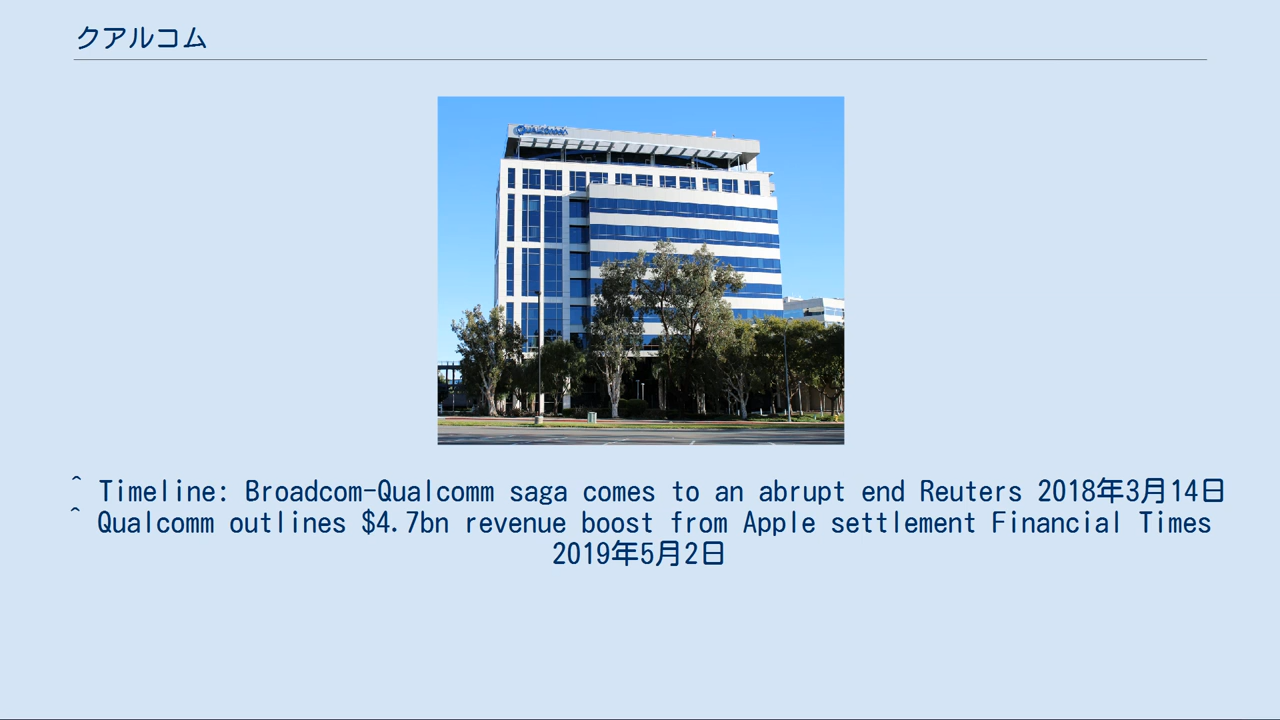 クアルコム
Qualcomm
^ Timeline: Broadcom-Qualcomm saga comes to an abrupt end Reuters 2018年3月14日
^ Qualcomm outlines $4.7bn revenue boost from Apple settlement Financial Times
2019年5月2日